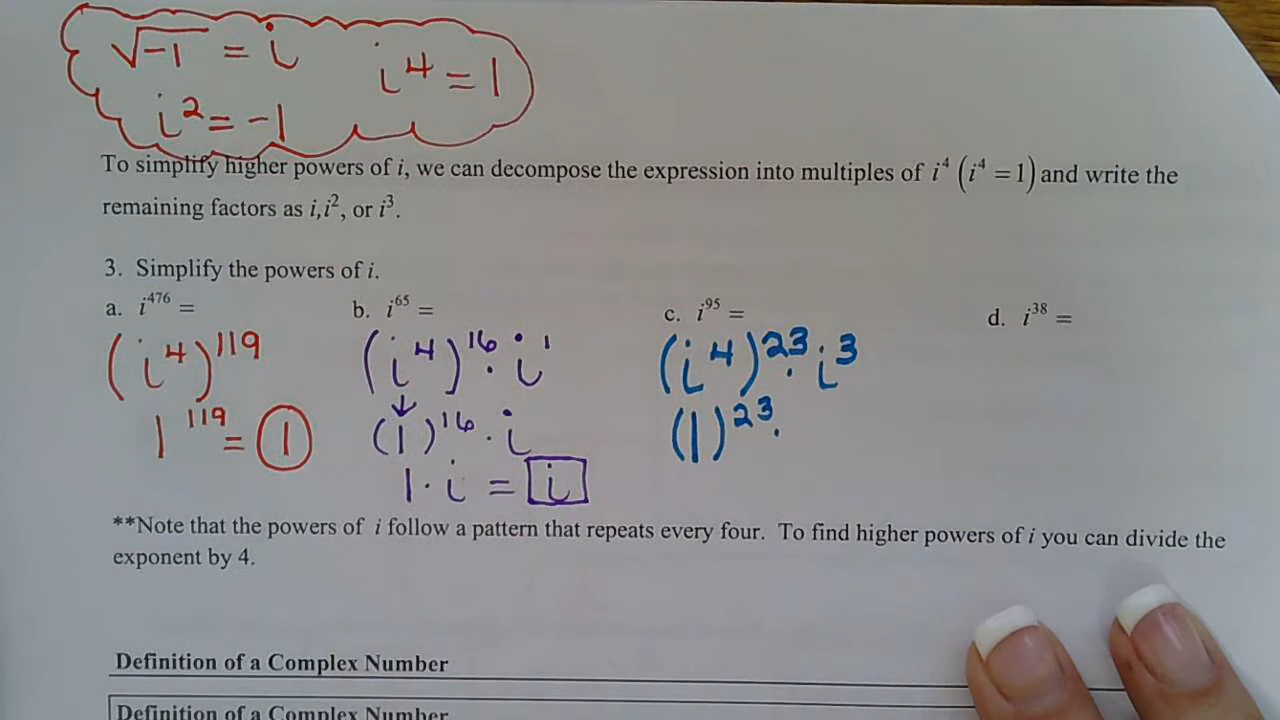 √-1 = i
i⁴ = 1
i² = -1
To simplify higher powers of i, we can decompose the expression into multiples of i⁴ (i⁴ = 1) and write the
remaining factors as i, i², or i³.
3. Simplify the powers of i.
a. i⁴⁷⁶ =
(i⁴)¹¹⁹
1¹¹⁹ = 1
b. i⁶⁵ =
(i⁴)¹⁶ · i¹
↓
(1)¹⁶ · i
1 · i = i
c. i⁹⁵ =
(i⁴)²³ · i³
(1)²³ ·
d. i³⁸ =
**Note that the powers of i follow a pattern that repeats every four. To find higher powers of i you can divide the
exponent by 4.
Definition of a Complex Number
Definition of a Complex Number